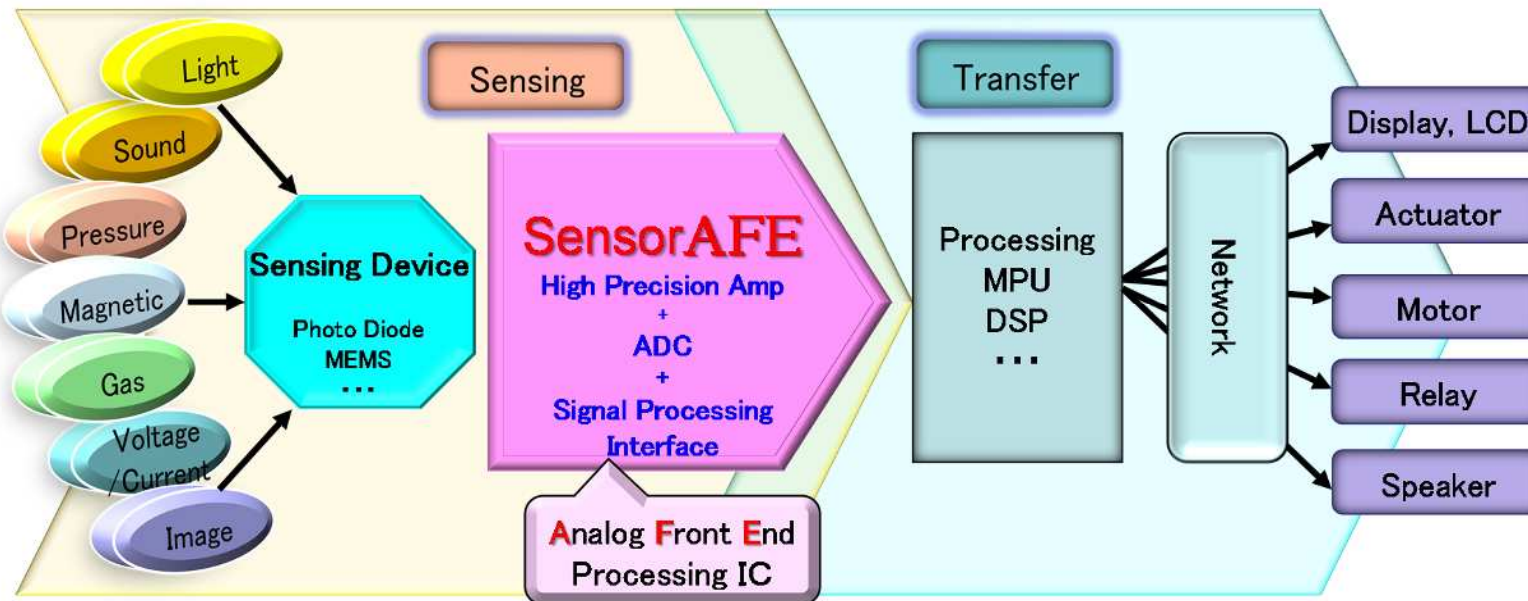 Light
Sound
Pressure
Magnetic
Gas
Voltage
/Current
Image
Sensing
Sensing Device
Photo Diode
MEMS
...
SensorAFE
High Precision Amp
+
ADC
+
Signal Processing
Interface
Analog Front End
Processing IC
Transfer
Processing
MPU
DSP
...
Network
Display, LCD
Actuator
Motor
Relay
Speaker